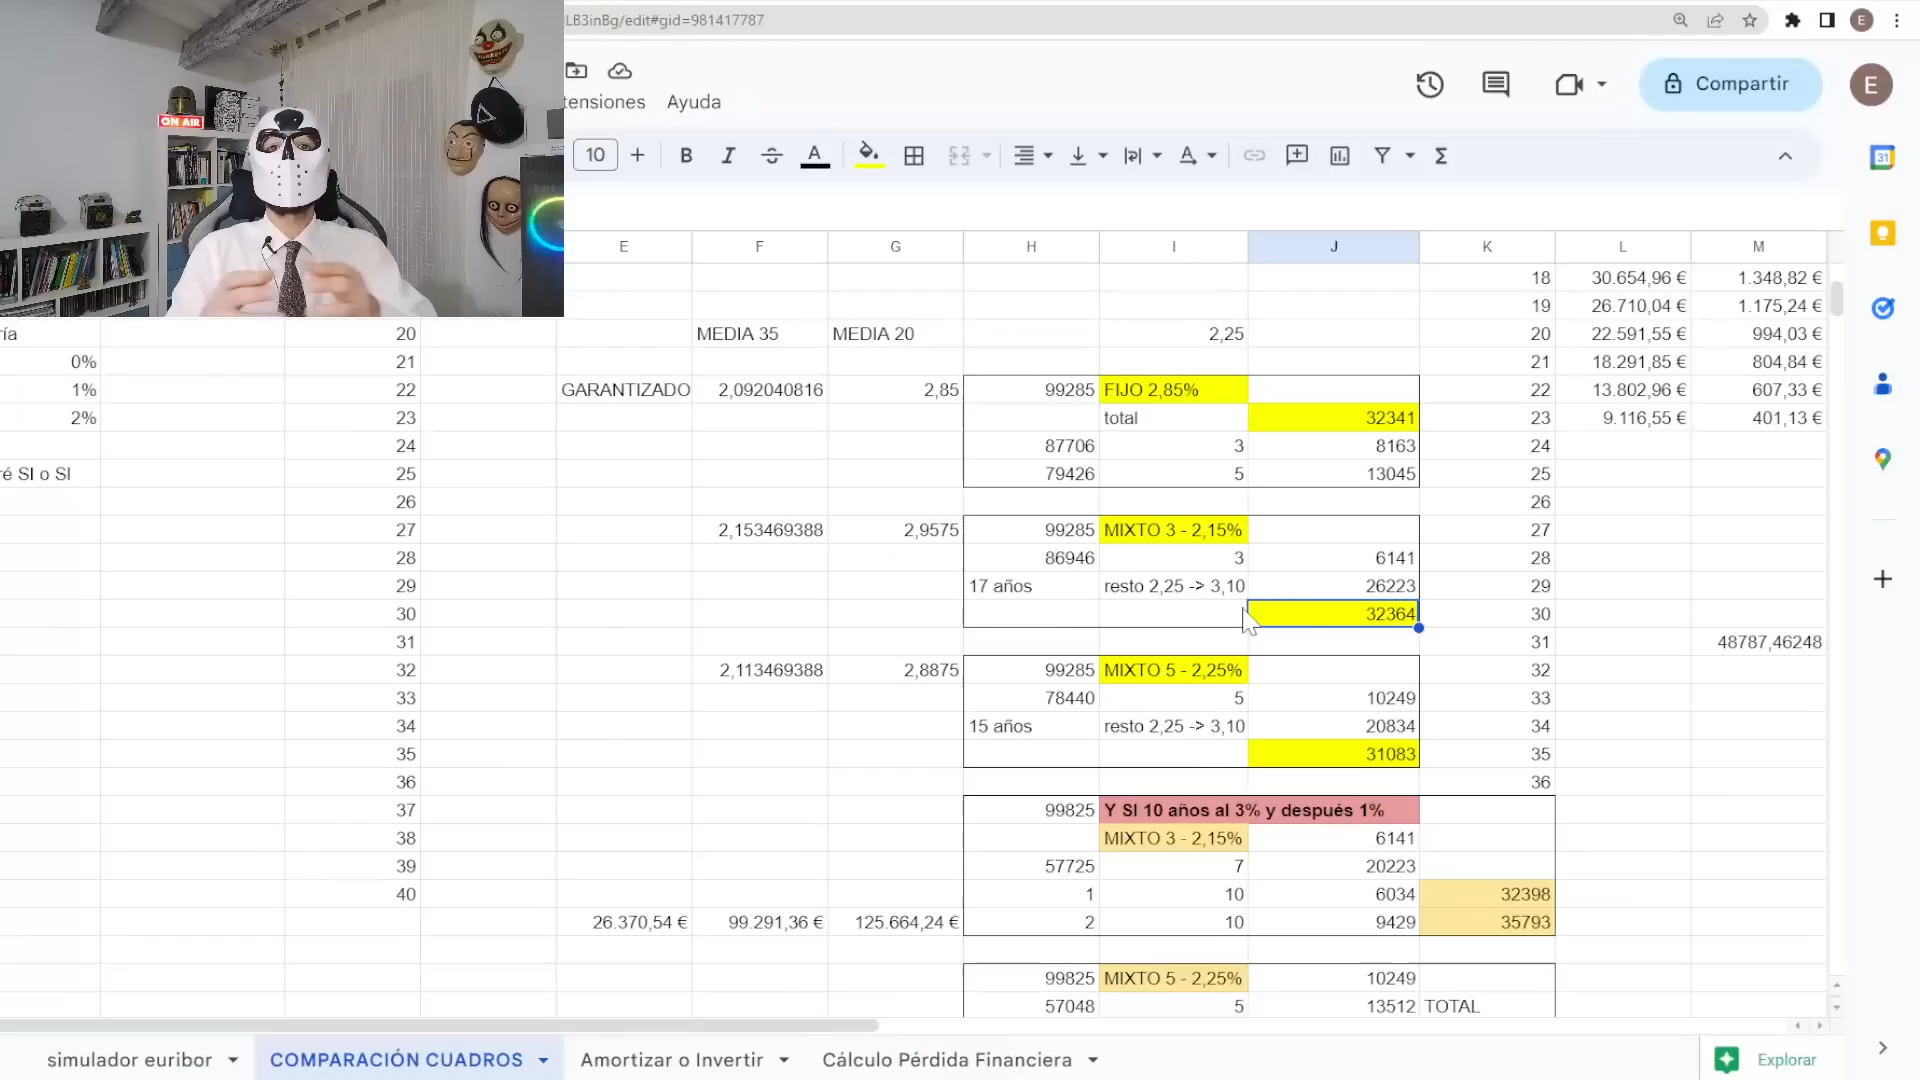 LB3inBg/edit#gid=981417787
E
tensiones Ayuda
Compartir
E
ON AIR
10 + B I S A Σ
31
E F G H I J K L M
18 30.654,96 € 1.348,82 €
19 26.710,04 € 1.175,24 €
ía 20 MEDIA 35 MEDIA 20 2,25 20 22.591,55 € 994,03 €
0% 21 21 18.291,85 € 804,84 €
1% 22 GARANTIZADO 2,092040816 2,85 99285 FIJO 2,85% 22 13.802,96 € 607,33 €
2% 23 total 32341 23 9.116,55 € 401,13 €
24 87706 3 8163 24
ré SI o SI 25 79426 5 13045 25
26 26
27 2,153469388 2,9575 99285 MIXTO 3 - 2,15% 27
28 86946 3 6141 28
29 17 años resto 2,25 -> 3,10 26223 29
30 32364 30
31 31 48787,46248
32 2,113469388 2,8875 99285 MIXTO 5 - 2,25% 32
33 78440 5 10249 33
34 15 años resto 2,25 -> 3,10 20834 34
35 31083 35
36 36
37 99825 Y SI 10 años al 3% y después 1%
38 MIXTO 3 - 2,15% 6141
39 57725 7 20223
40 1 10 6034 32398
26.370,54 € 99.291,36 € 125.664,24 € 2 10 9429 35793
99825 MIXTO 5 - 2,25% 10249
57048 5 13512 TOTAL
simulador euribor COMPARACIÓN CUADROS Amortizar o Invertir Cálculo Pérdida Financiera Explorar